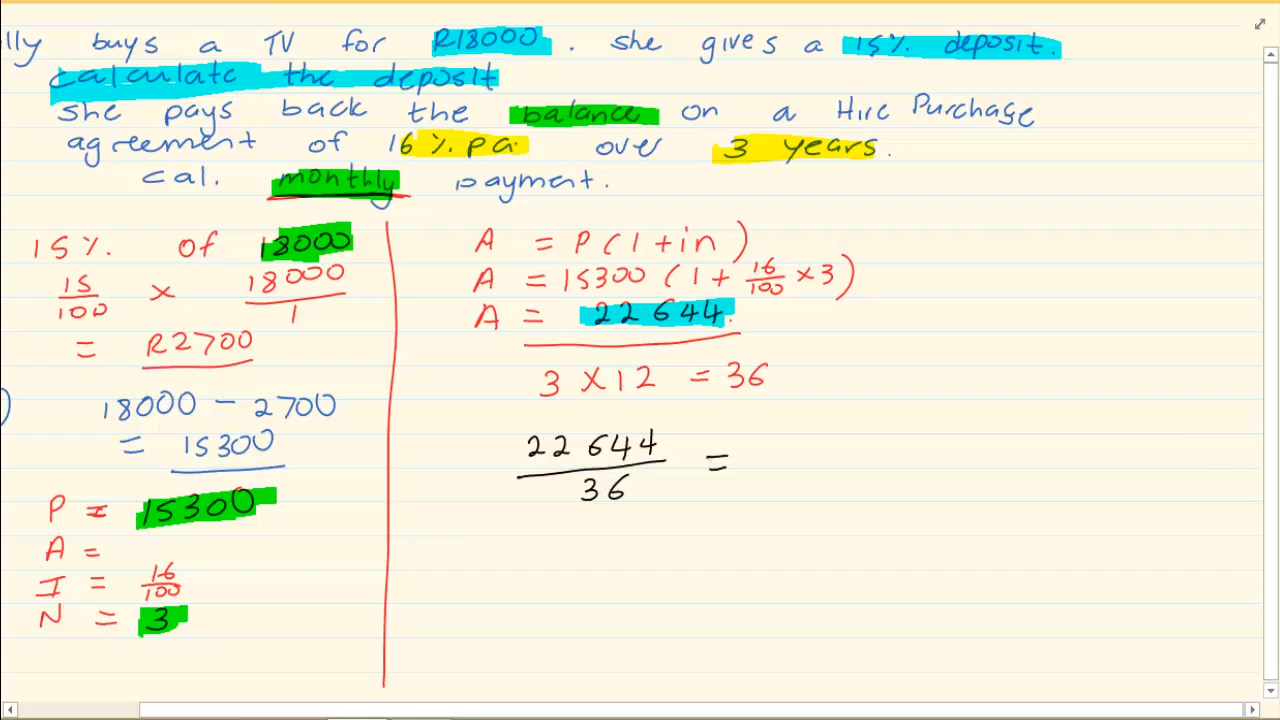 lly buys a TV for R18000. she gives a 15% deposit.
calculate the deposit
she pays back the balance on a Hire Purchase
agreement of 16% pa. over 3 years.
cal. monthly payment.
15% of 18000
15/100 × 18000/1
= R2700
) 18000 - 2700
= 15300
P = 15300
A =
I = 16/100
N = 3
A = P(1+in)
A = 15300(1+16/100×3)
A = 22 644.
3 × 12 = 36
22 644/36 =